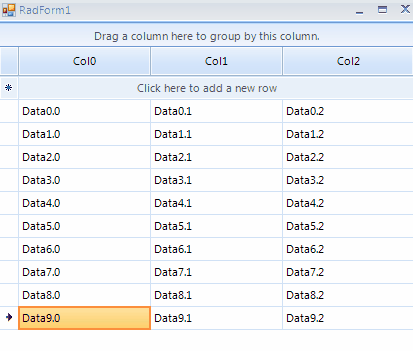 RadForm1
Drag a column here to group by this column.
Col0 Col1 Col2
Click here to add a new row
Data0.0 Data0.1 Data0.2
Data1.0 Data1.1 Data1.2
Data2.0 Data2.1 Data2.2
Data3.0 Data3.1 Data3.2
Data4.0 Data4.1 Data4.2
Data5.0 Data5.1 Data5.2
Data6.0 Data6.1 Data6.2
Data7.0 Data7.1 Data7.2
Data8.0 Data8.1 Data8.2
Data9.0 Data9.1 Data9.2